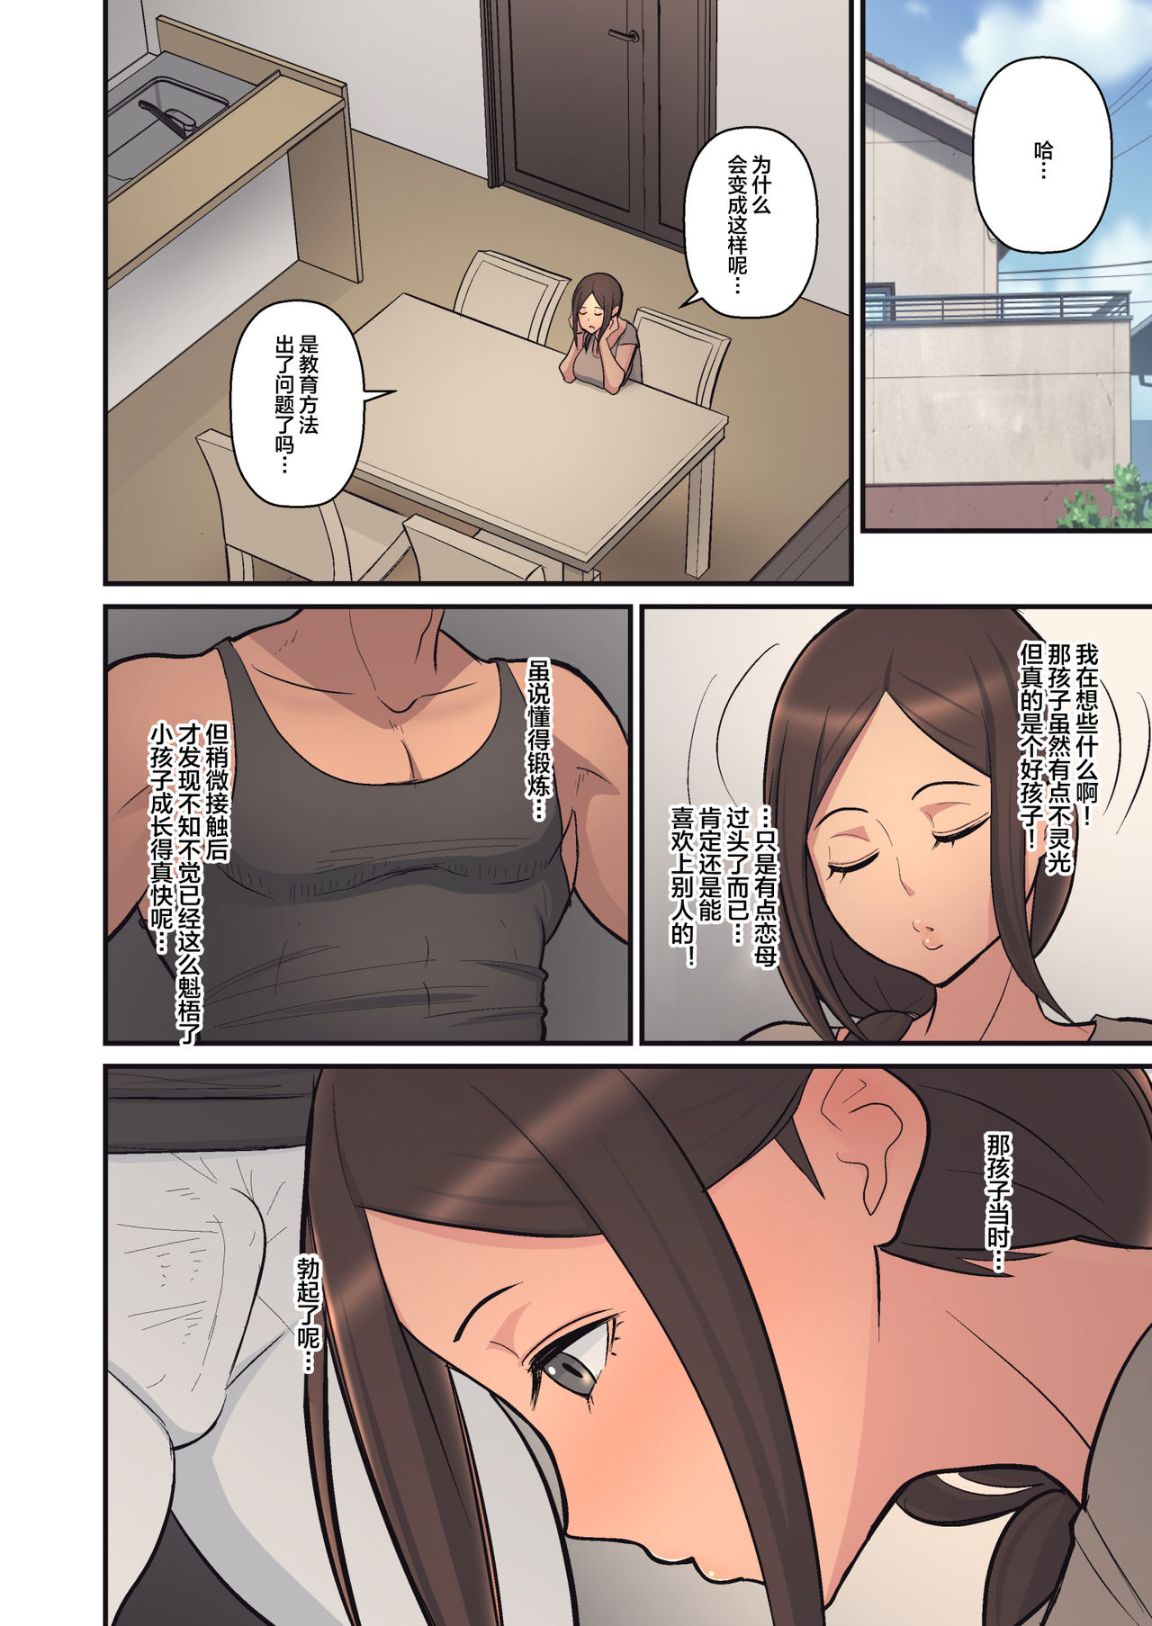 哈…
为什么
会变成这样呢…
是教育方法
出了问题了吗…
我在想些什么啊！
那孩子虽然有点不灵光
但真的是个好孩子！
…只是有点恋母
过头了而已…
肯定还是能
喜欢上别人的！
虽说懂得锻炼…
但稍微接触后
才发现不知不觉已经这么魁梧了
小孩子成长得真快呢…
那孩子当时…
勃起了呢…